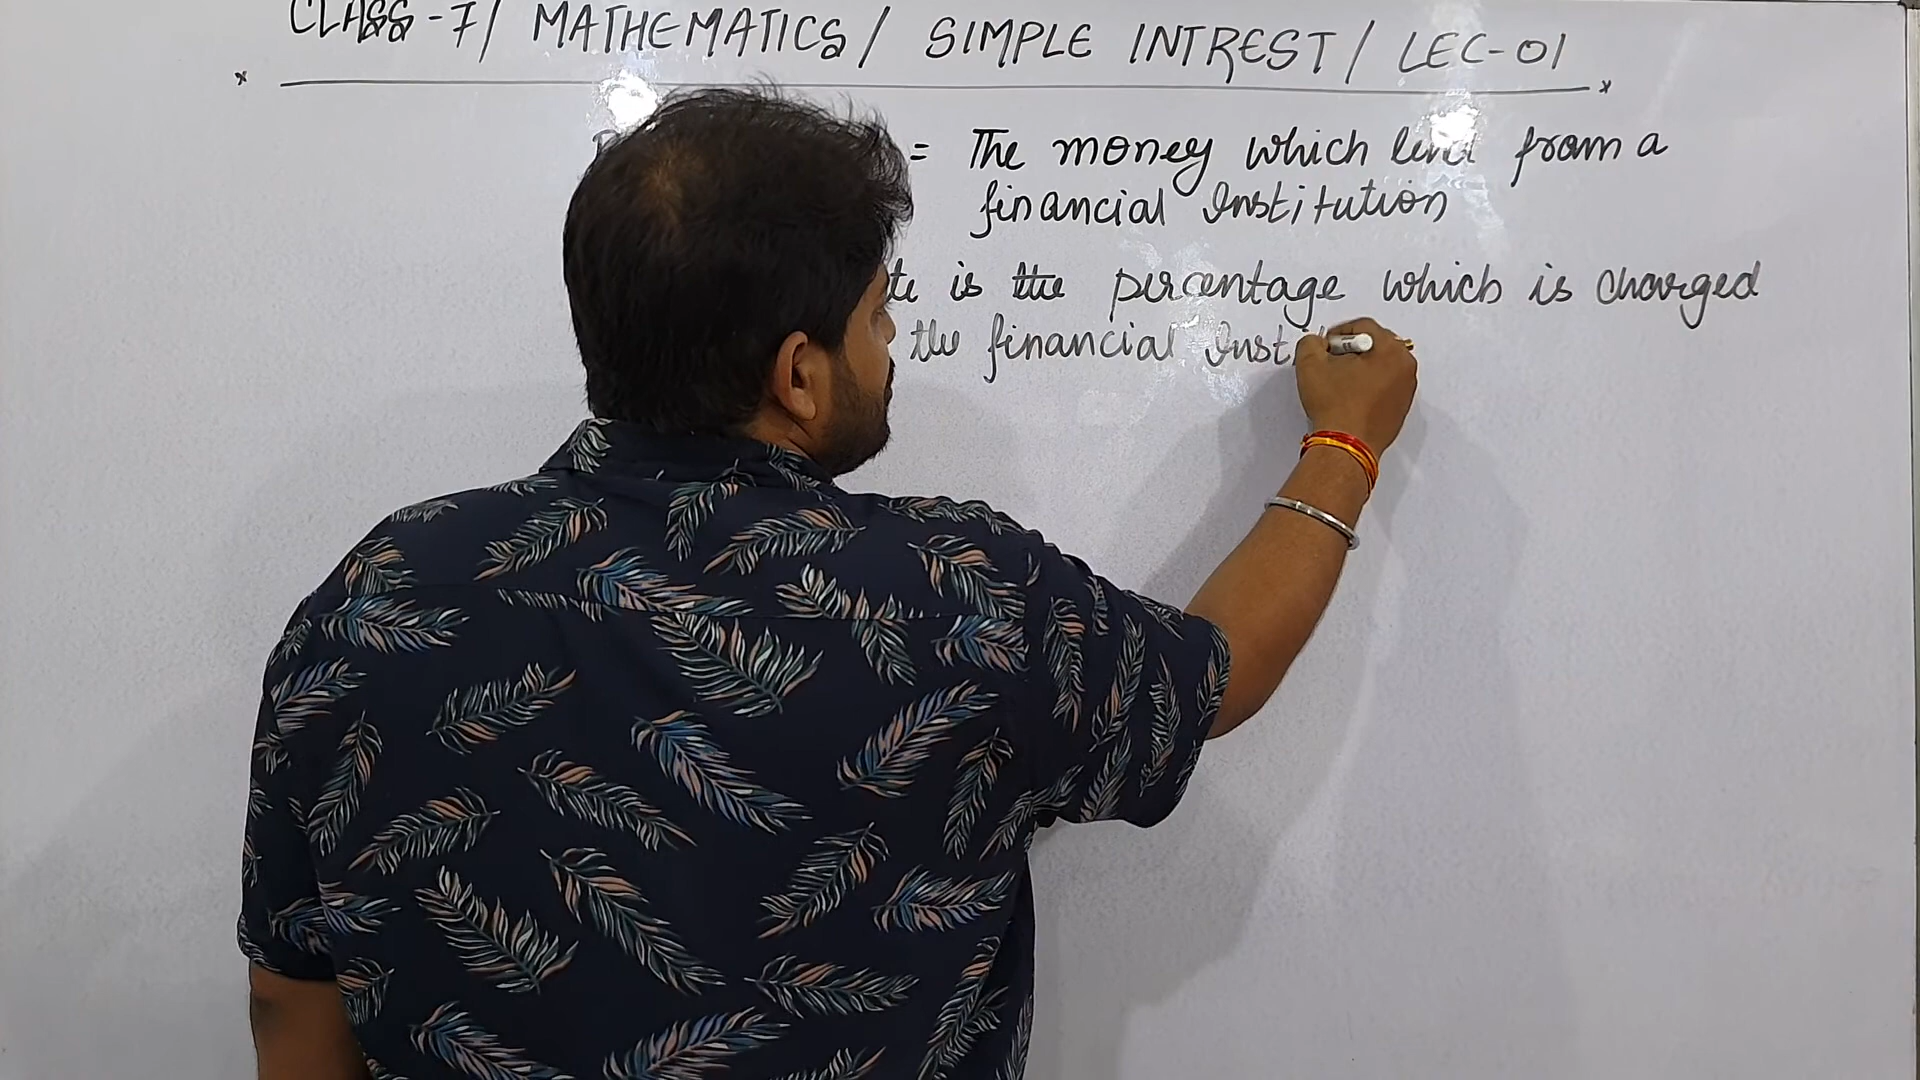 CLASS-7/ MATHEMATICS/ SIMPLE INTREST/ LEC-01
= The money which lend from a
financial Institution
is the percentage which is charged
the financial